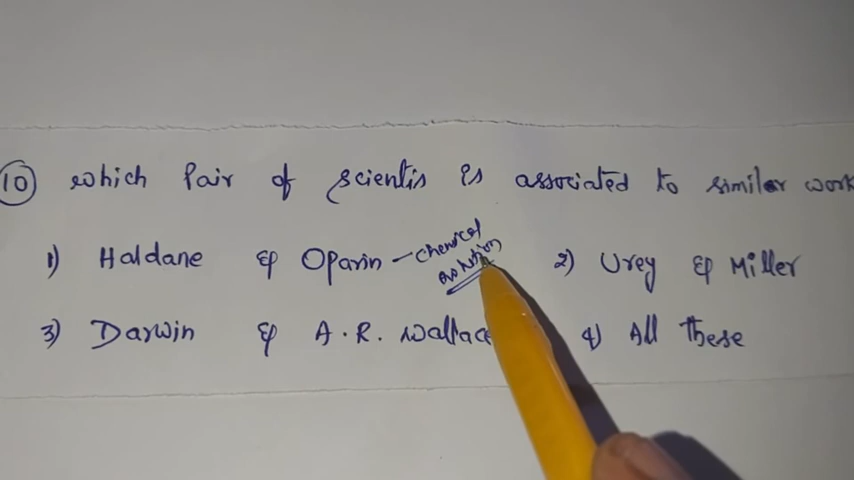 10 which Pair of scientis is associated to similar work
1) Haldane & Oparin – chemical evolution 2) Urey & Miller
3) Darwin & A.R. Wallace 4) All These